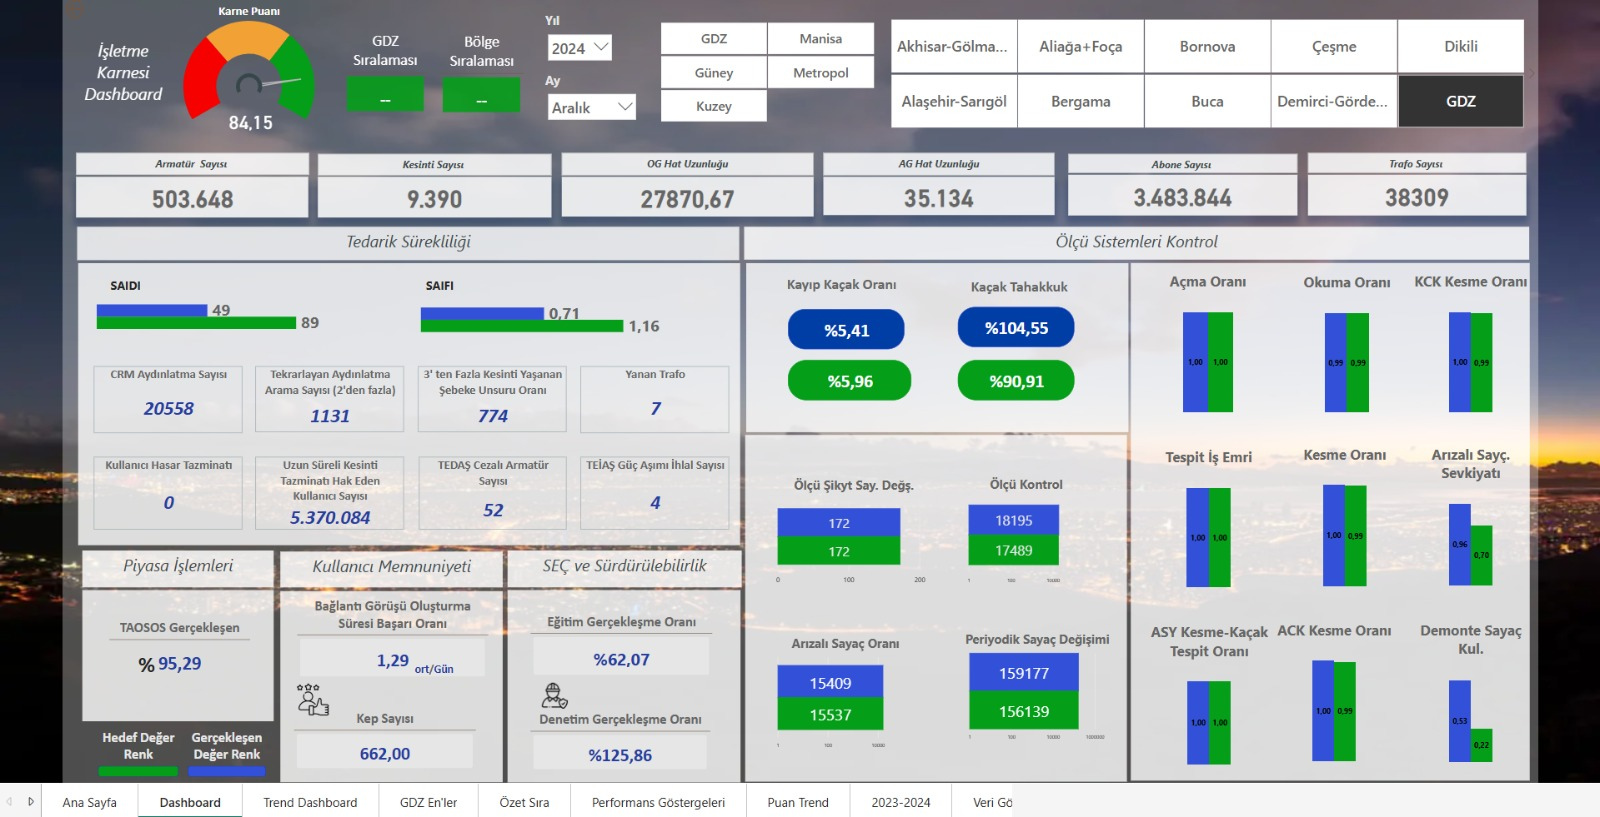 Karne Puanı
İşletme
Karnesi
Dashboard
84,15
GDZ
Sıralaması
--
Bölge
Sıralaması
--
Yıl
2024
Ay
Aralık
GDZ
Manisa
Güney
Metropol
Kuzey
Akhisar-Gölma...
Aliağa+Foça
Bornova
Çeşme
Dikili
Alaşehir-Sarıgöl
Bergama
Buca
Demirci-Görde...
GDZ
Armatür Sayısı
503.648
Kesinti Sayısı
9.390
OG Hat Uzunluğu
27870,67
AG Hat Uzunluğu
35.134
Abone Sayısı
3.483.844
Trafo Sayısı
38309
Tedarik Sürekliliği
SAIDI
49
89
SAIFI
0,71
1,16
CRM Aydınlatma Sayısı
20558
Tekrarlayan Aydınlatma
Arama Sayısı (2'den fazla)
1131
3' ten Fazla Kesinti Yaşanan
Şebeke Unsuru Oranı
774
Yanan Trafo
7
Kullanıcı Hasar Tazminatı
0
Uzun Süreli Kesinti
Tazminatı Hak Eden
Kullanıcı Sayısı
5.370.084
TEDAŞ Cezalı Armatür
Sayısı
52
TEİAŞ Güç Aşımı İhlal Sayısı
4
Ölçü Sistemleri Kontrol
Kayıp Kaçak Oranı
%5,41
%5,96
Kaçak Tahakkuk
%104,55
%90,91
Ölçü Şikyt Say. Değş.
172
172
0 100 200
Ölçü Kontrol
18195
17489
1 100 10000
Arızalı Sayaç Oranı
15409
15537
1 100 10000
Periyodik Sayaç Değişimi
159177
156139
1 100 10000 1000000
Açma Oranı
1,00 1,00
Okuma Oranı
0,99 0,99
KCK Kesme Oranı
1,00 0,99
Tespit İş Emri
1,00 1,00
Kesme Oranı
1,00 0,99
Arızalı Sayç.
Sevkiyatı
0,96 0,70
ASY Kesme-Kaçak
Tespit Oranı
1,00 1,00
ACK Kesme Oranı
1,00 0,99
Demonte Sayaç
Kul.
0,53
0,22
Piyasa İşlemleri
TAOSOS Gerçekleşen
% 95,29
Hedef Değer
Renk
Gerçekleşen
Değer Renk
Kullanıcı Memnuniyeti
Bağlantı Görüşü Oluşturma
Süresi Başarı Oranı
1,29 ort/Gün
Kep Sayısı
662,00
SEÇ ve Sürdürülebilirlik
Eğitim Gerçekleşme Oranı
%62,07
Denetim Gerçekleşme Oranı
%125,86
Ana Sayfa
Dashboard
Trend Dashboard
GDZ En'ler
Özet Sıra
Performans Göstergeleri
Puan Trend
2023-2024
Veri Gö